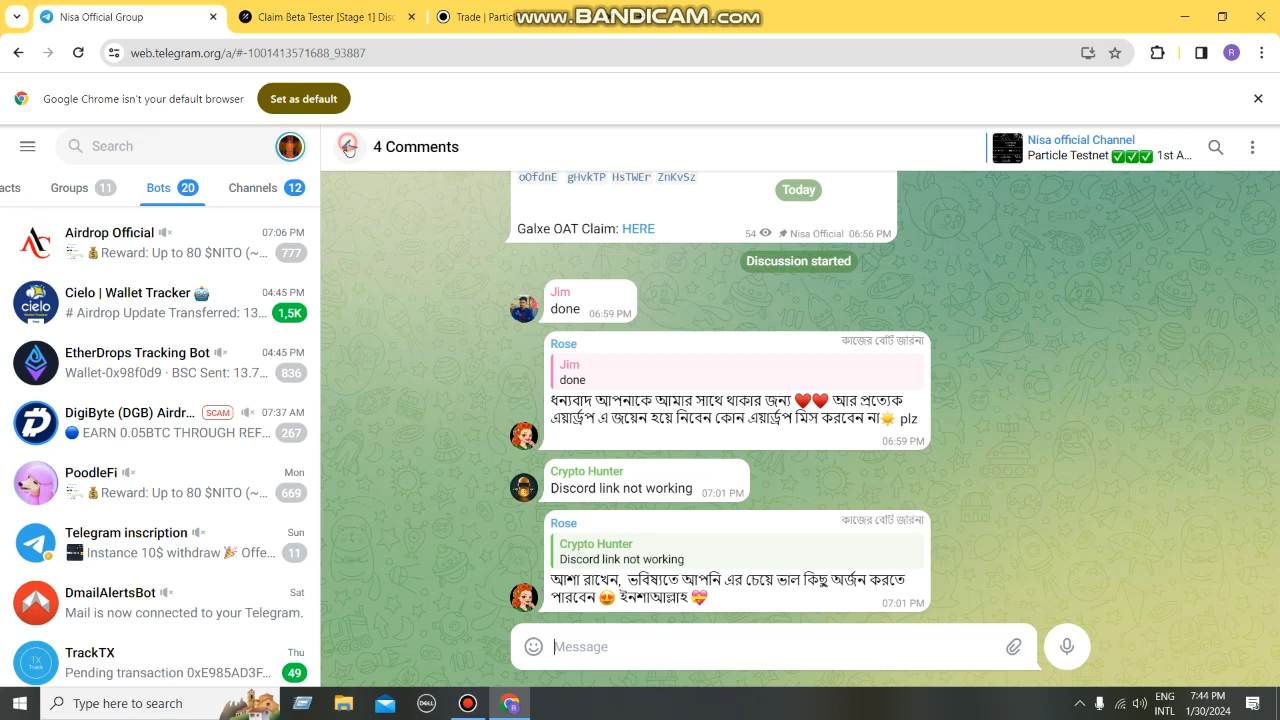 Telegram Web
Claim Beta Tester [Stage 1] Disc
Trade | Partic
www.BANDICAM.com
web.telegram.org/a/#-1001413571688_93887
R
Google Chrome isn't your default browser
Set as default
Search
4 Comments
Nisa official Channel
Particle Testnet ✅✅✅ 1st A...
acts
Groups 11
Bots 20
Channels 12
Airdrop Official
07:06 PM
💰 Reward: Up to 80 $NITO (~...
777
Cielo | Wallet Tracker
04:45 PM
# Airdrop Update Transferred: 13...
1,5K
EtherDrops Tracking Bot
04:45 PM
Wallet-0x98f0d9 · BSC Sent: 13.7...
836
DigiByte (DGB) Airdr... SCAM
07:37 AM
🔵 EARN 0.05BTC THROUGH REF...
267
PoodleFi
Mon
💰 Reward: Up to 80 $NITO (~...
669
Telegram inscription
Sun
Instance 10$ withdraw 🎉 Offe...
11
DmailAlertsBot
Sat
Mail is now connected to your Telegram.
TrackTX
Thu
Pending transaction 0xE985AD3F...
49
oOfdnE gHvkTP HsTWEr ZnKvSz
Today
Galxe OAT Claim: HERE
54 Nisa Official 06:56 PM
Discussion started
Jim
done 06:59 PM
Rose কাজের বেটি জরিনা
Jim
done
ধন্যবাদ আপনাকে আমার সাথে থাকার জন্য ❤️❤️ আর প্রত্যেক
এয়ার্ড্রপ এ জয়েন হয়ে নিবেন কোন এয়ার্ড্রপ মিস করবেন না☀️ plz
06:59 PM
Crypto Hunter
Discord link not working 07:01 PM
Rose কাজের বেটি জরিনা
Crypto Hunter
Discord link not working
আশা রাখেন, ভবিষ্যতে আপনি এর চেয়ে ভাল কিছু অর্জন করতে
পারবেন 😍 ইনশাআল্লাহ 💝
07:01 PM
Message
Type here to search
DELL
ENG
INTL
7:44 PM
1/30/2024